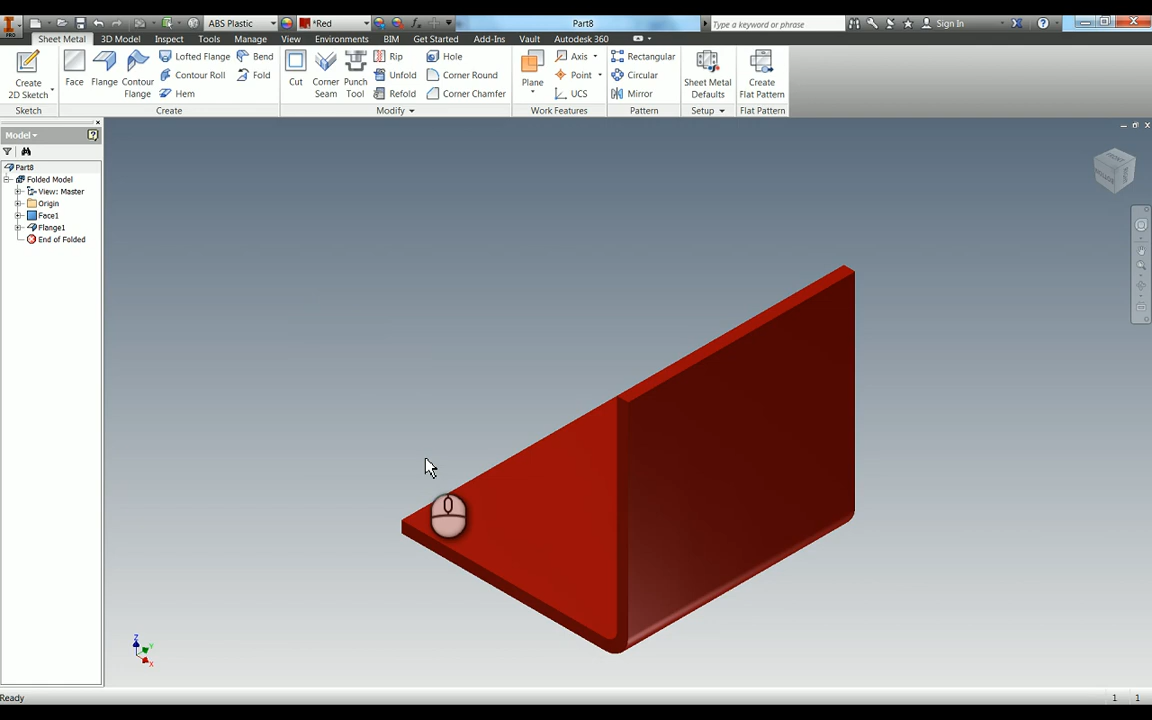 ABS Plastic
*Red
Part8
Type a keyword or phrase
Sign In
PRO
Sheet Metal
3D Model
Inspect
Tools
Manage
View
Environments
BIM
Get Started
Add-Ins
Vault
Autodesk 360
Create
2D Sketch
Face
Flange
Contour
Flange
Lofted Flange
Contour Roll
Hem
Bend
Fold
Cut
Corner
Seam
Punch
Tool
Rip
Unfold
Refold
Hole
Corner Round
Corner Chamfer
Plane
Axis
Point
UCS
Rectangular
Circular
Mirror
Sheet Metal
Defaults
Create
Flat Pattern
Sketch
Create
Modify
Work Features
Pattern
Setup
Flat Pattern
Model
Part8
Folded Model
View: Master
Origin
Face1
Flange1
End of Folded
FRONT
Z
Y
X
Ready
1
1